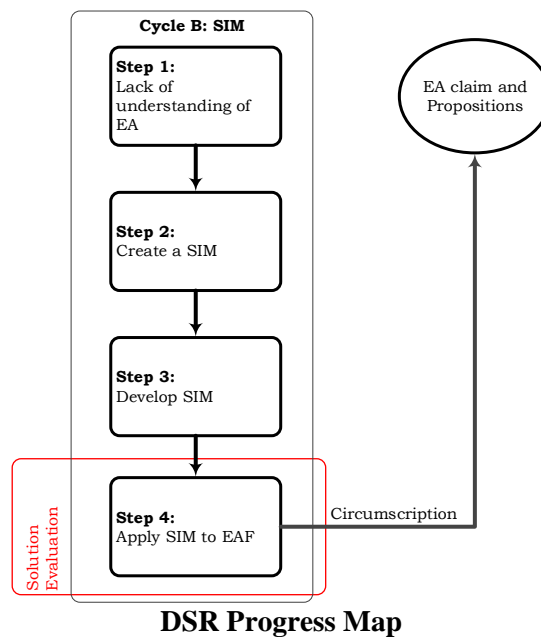 Cycle B: SIM
Step 1:
Lack of
understanding of
EA
EA claim and
Propositions
Step 2:
Create a SIM
Step 3:
Develop SIM
Solution
Evaluation
Step 4:
Apply SIM to EAF
Circumscription
DSR Progress Map